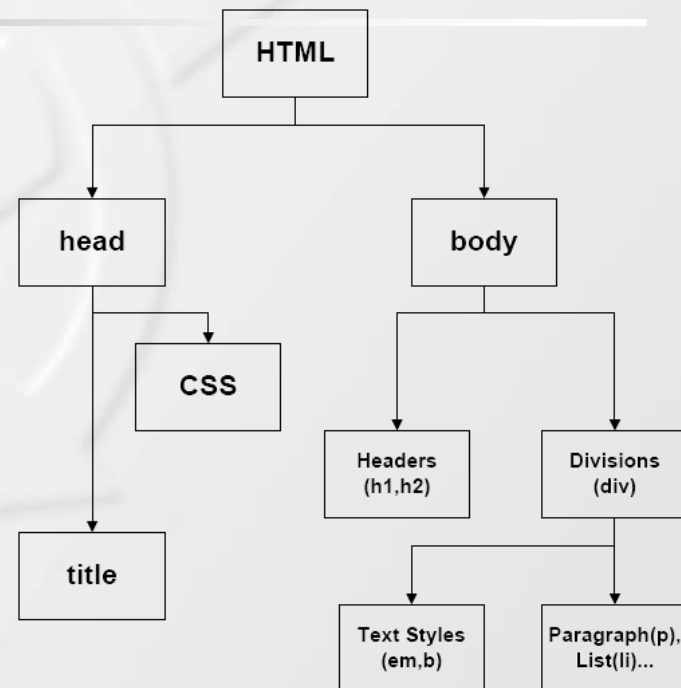 HTML
head
body
CSS
Headers
(h1,h2)
Divisions
(div)
title
Text Styles
(em,b)
Paragraph(p),
List(li)...